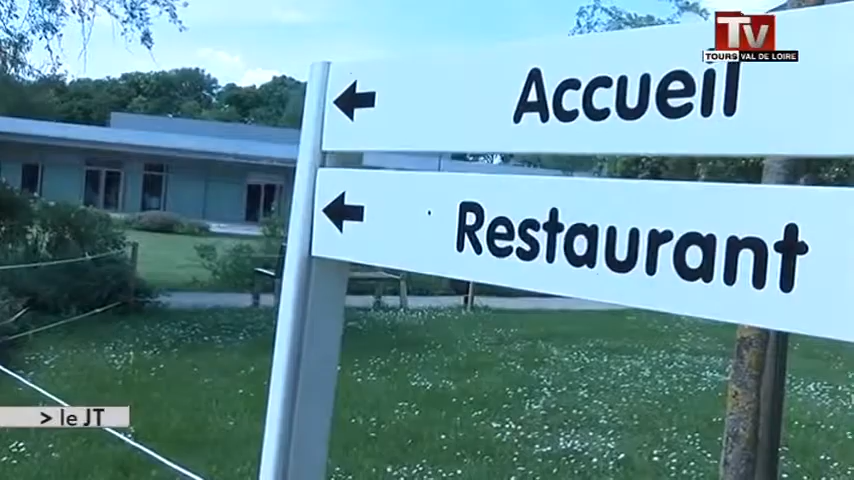 TV
TOURS VAL DE LOIRE
Accueil
Restaurant
> le JT